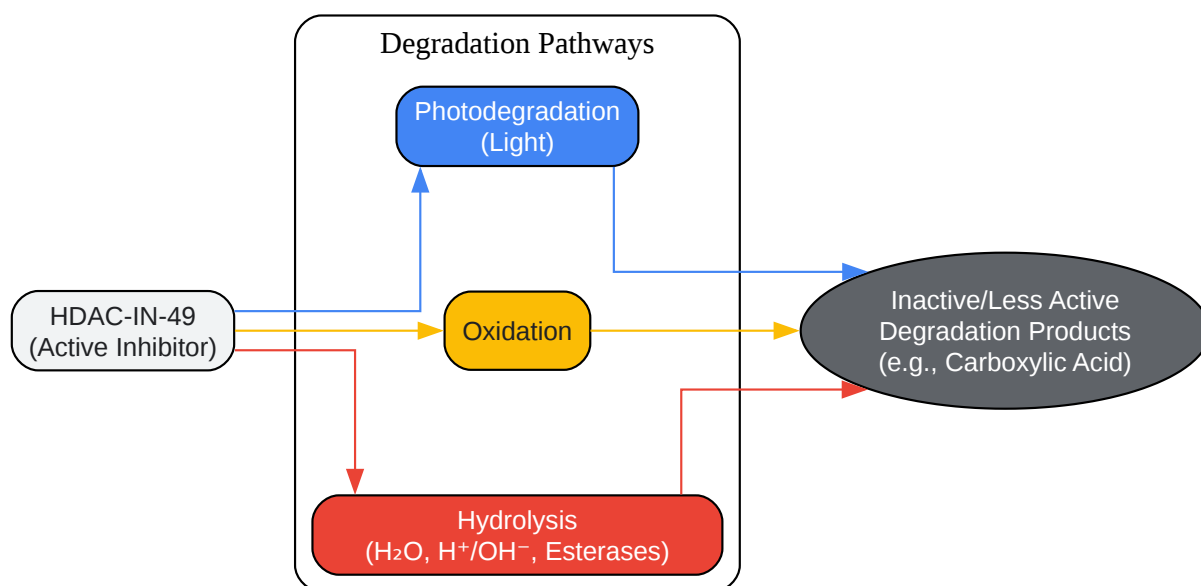 Degradation Pathways
Photodegradation
(Light)
HDAC-IN-49
(Active Inhibitor)
Oxidation
Inactive/Less Active
Degradation Products
(e.g., Carboxylic Acid)
Hydrolysis
(H₂O, H⁺/OH⁻, Esterases)